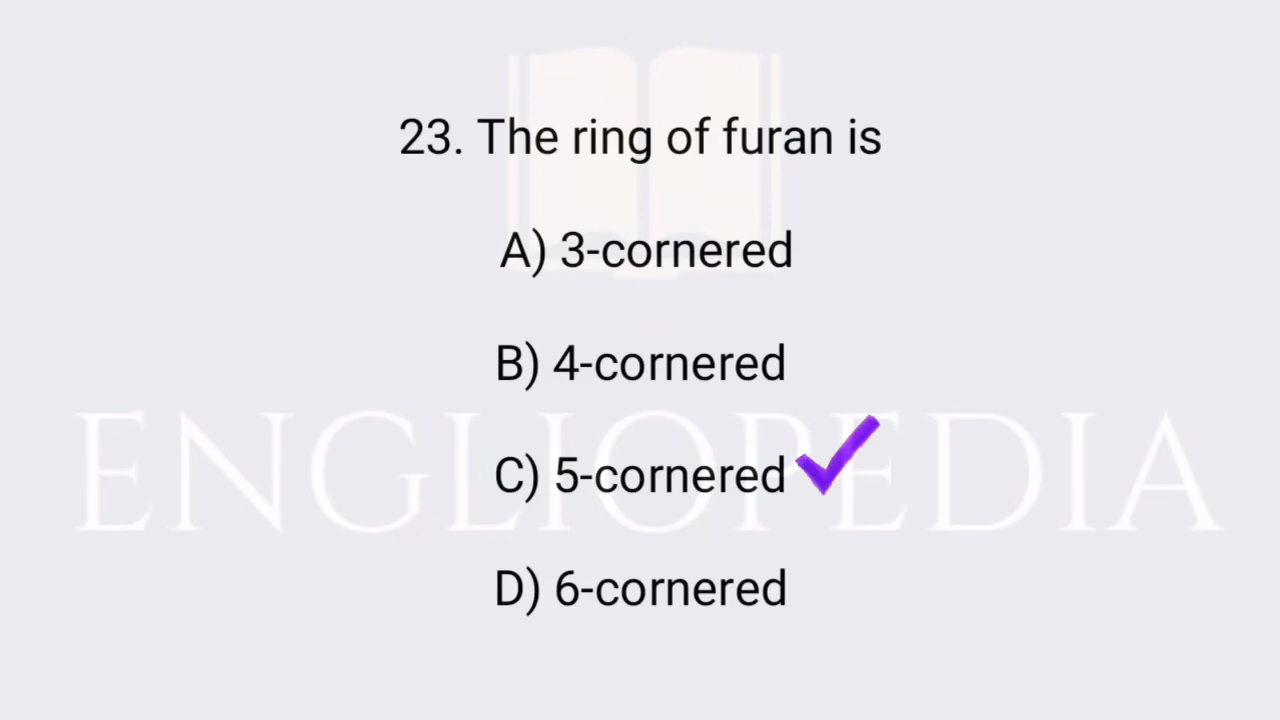 23. The ring of furan is
A) 3-cornered
B) 4-cornered
C) 5-cornered
D) 6-cornered
ENGLIOPEDIA